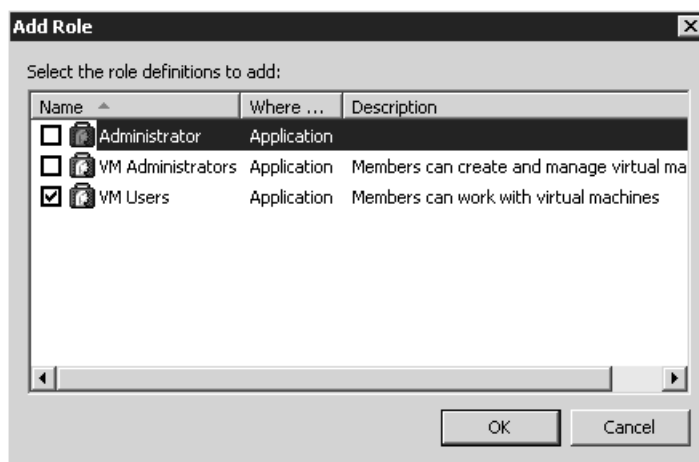 Add Role
Select the role definitions to add:
Name Where ... Description
Administrator Application
VM Administrators Application Members can create and manage virtual ma
VM Users Application Members can work with virtual machines
OK Cancel